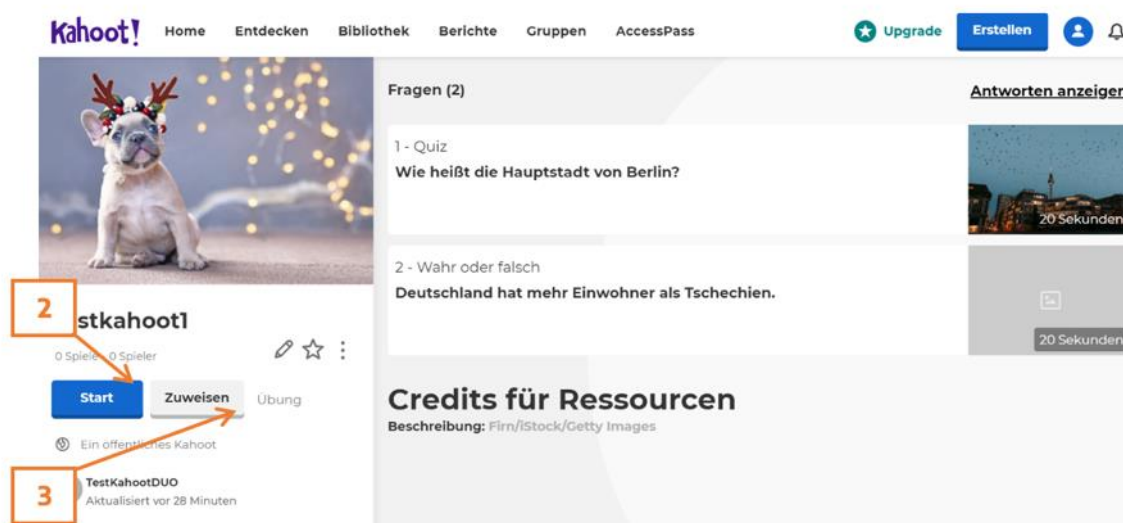 Kahoot! Home Entdecken Bibliothek Berichte Gruppen AccessPass Upgrade Erstellen
Fragen (2) Antworten anzeigen
1 - Quiz
Wie heißt die Hauptstadt von Berlin?
20 Sekunden
2 - Wahr oder falsch
Deutschland hat mehr Einwohner als Tschechien.
20 Sekunden
2
stkahoot1
0 Spiele 0 Spieler
Start Zuweisen Übung
Ein öffentliches Kahoot
3
TestKahootDUO
Aktualisiert vor 28 Minuten
Credits für Ressourcen
Beschreibung: Firn/iStock/Getty Images